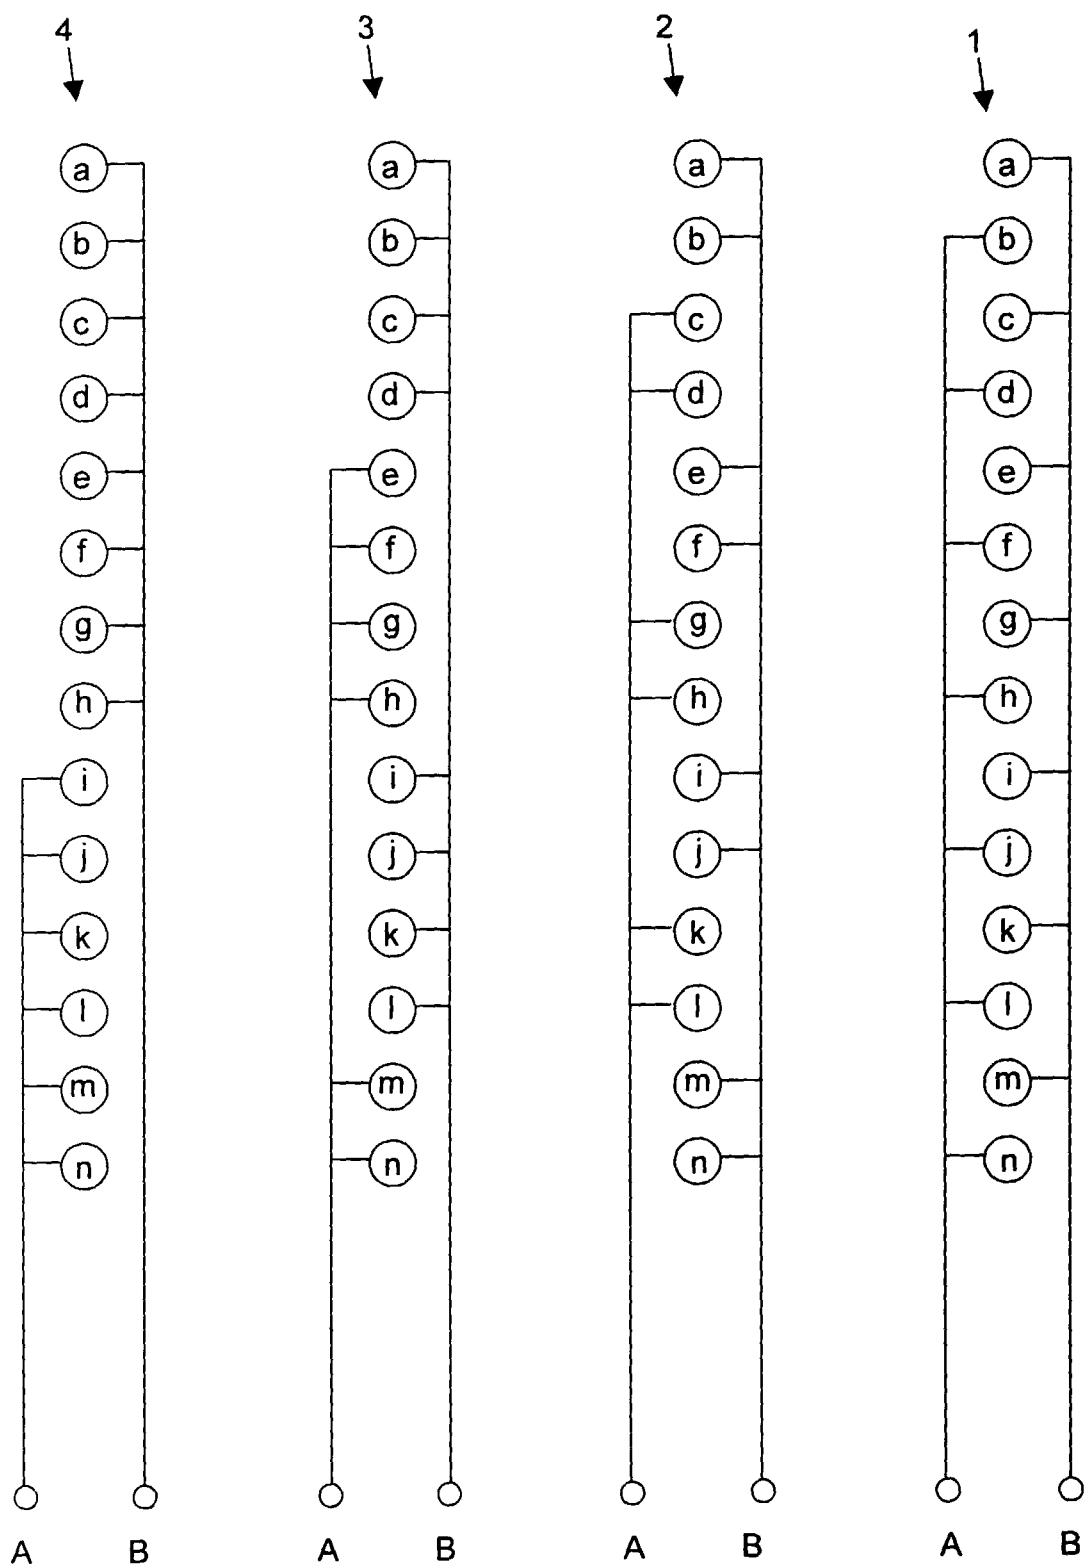 4 3 2 1
a a a a
b b b b
c c c c
d d d d
e e e e
f f f f
g g g g
h h h h
i i i i
j j j j
k k k k
l l l l
m m m m
n n n n
A B A B A B A B